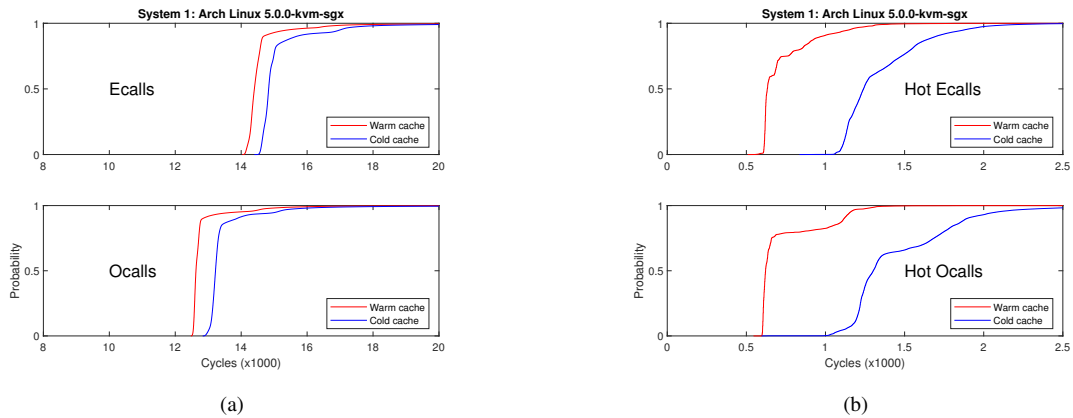 System 1: Arch Linux 5.0.0-kvm-sgx
1
0.5
0
Ecalls
Warm cache
Cold cache
8 10 12 14 16 18 20
1
0.5
0
Probability
Ocalls
Warm cache
Cold cache
8 10 12 14 16 18 20
Cycles (x1000)
(a)
System 1: Arch Linux 5.0.0-kvm-sgx
1
0.5
0
Hot Ecalls
Warm cache
Cold cache
0 0.5 1 1.5 2 2.5
1
0.5
0
Probability
Hot Ocalls
Warm cache
Cold cache
0 0.5 1 1.5 2 2.5
Cycles (x1000)
(b)